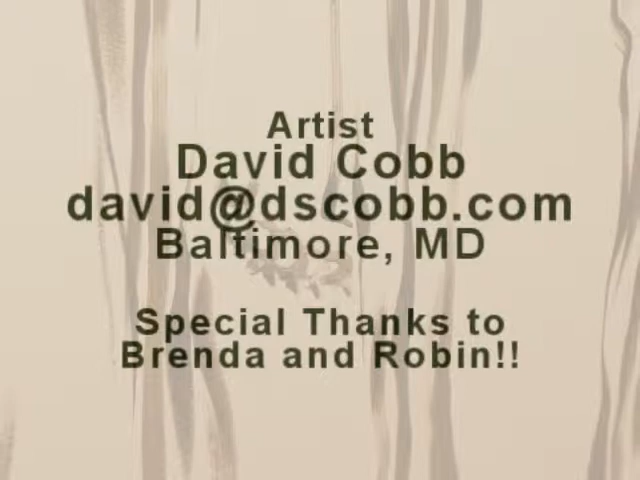 Artist
David Cobb
david@dscobb.com
Baltimore, MD
Special Thanks to
Brenda and Robin!!